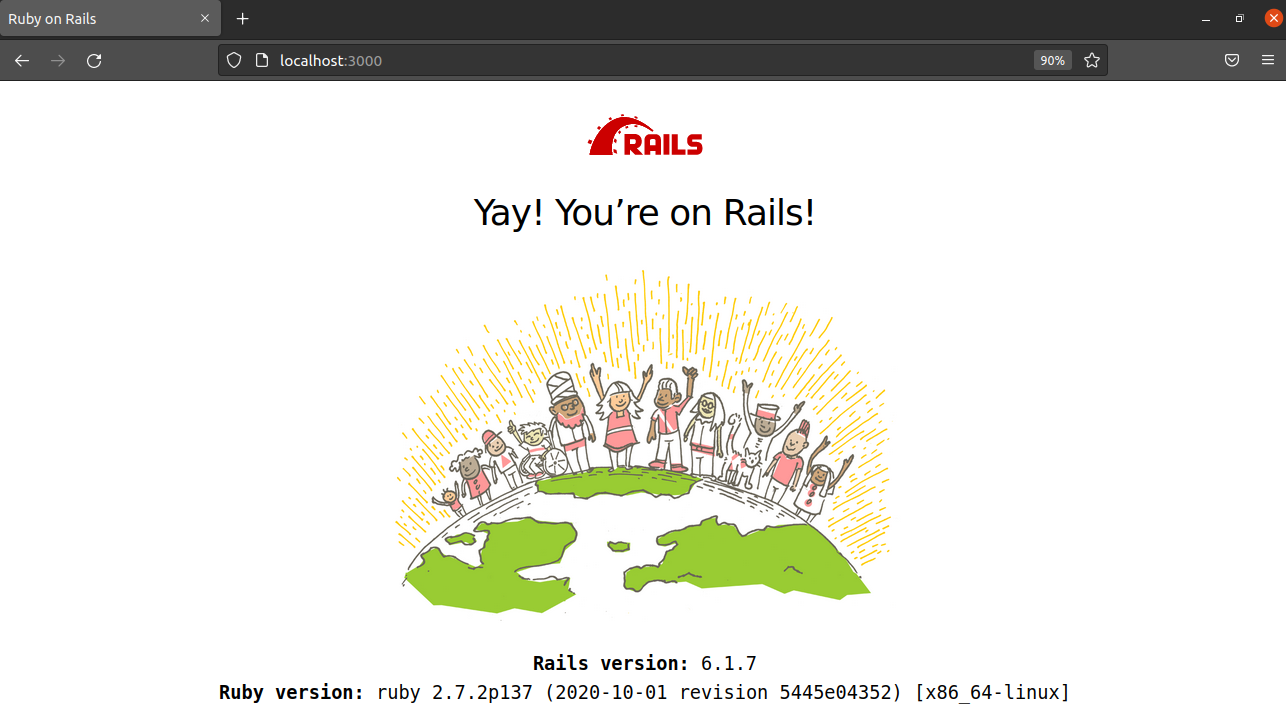 Ruby on Rails
localhost:3000
90%
RAILS
Yay! You’re on Rails!
Rails version: 6.1.7
Ruby version: ruby 2.7.2p137 (2020-10-01 revision 5445e04352) [x86_64-linux]